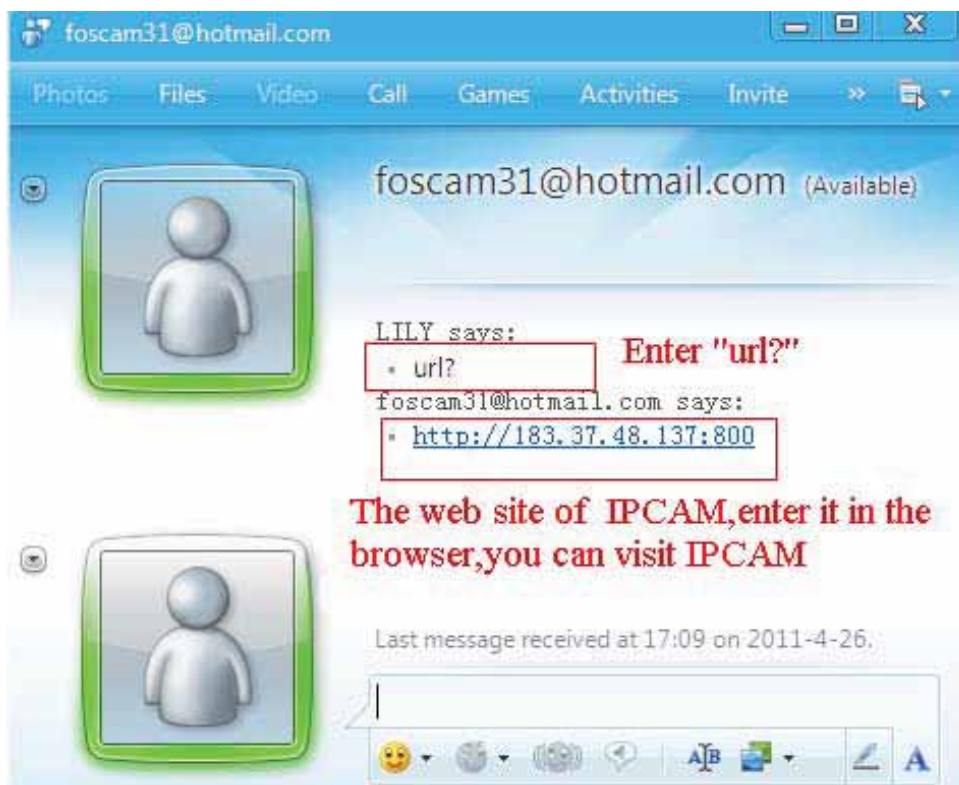 foscam31@hotmail.com
Photos Files Video Call Games Activities Invite »
foscam31@hotmail.com (Available)
LILY says:
url?
Enter "url?"
foscam31@hotmail.com says:
http://183.37.48.137:800
The web site of IPCAM,enter it in the
browser,you can visit IPCAM
Last message received at 17:09 on 2011-4-26.